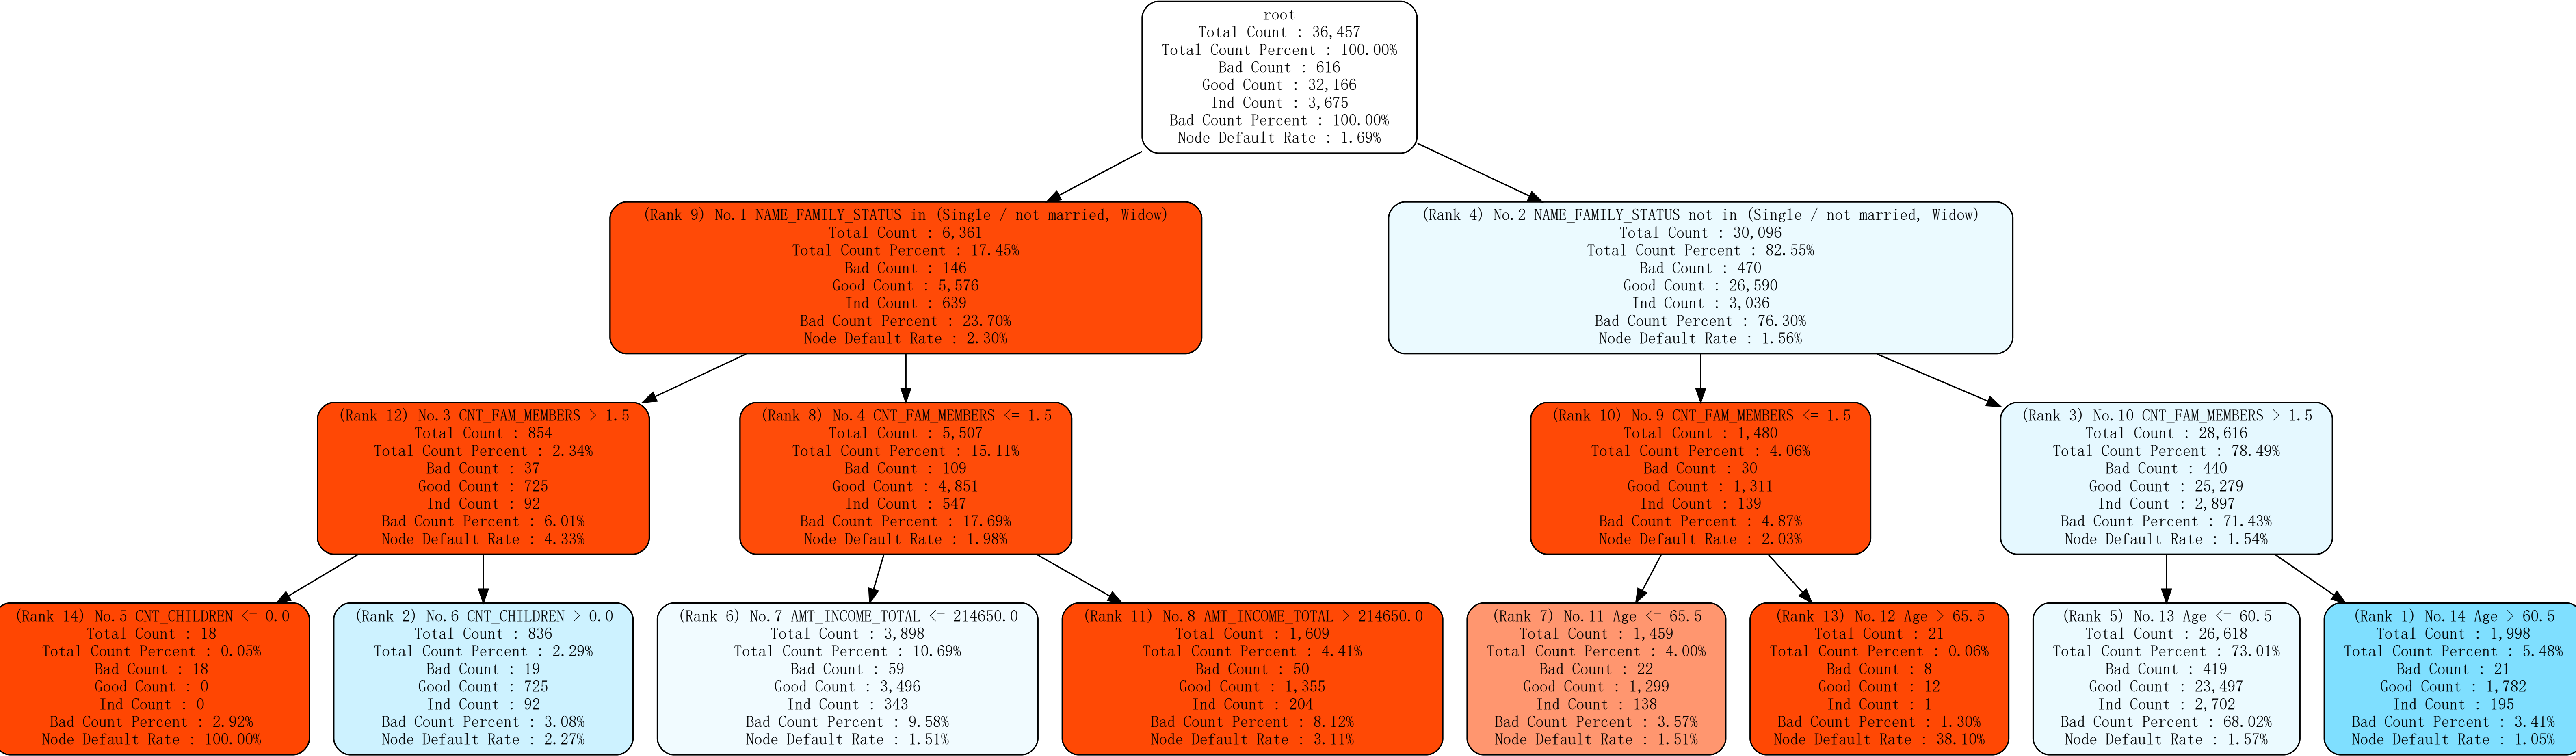 root
Total Count : 36,457
Total Count Percent : 100.00%
Bad Count : 616
Good Count : 32,166
Ind Count : 3,675
Bad Count Percent : 100.00%
Node Default Rate : 1.69%
(Rank 9) No.1 NAME_FAMILY_STATUS in (Single / not married, Widow)
Total Count : 6,361
Total Count Percent : 17.45%
Bad Count : 146
Good Count : 5,576
Ind Count : 639
Bad Count Percent : 23.70%
Node Default Rate : 2.30%
(Rank 4) No.2 NAME_FAMILY_STATUS not in (Single / not married, Widow)
Total Count : 30,096
Total Count Percent : 82.55%
Bad Count : 470
Good Count : 26,590
Ind Count : 3,036
Bad Count Percent : 76.30%
Node Default Rate : 1.56%
(Rank 12) No.3 CNT_FAM_MEMBERS > 1.5
Total Count : 854
Total Count Percent : 2.34%
Bad Count : 37
Good Count : 725
Ind Count : 92
Bad Count Percent : 6.01%
Node Default Rate : 4.33%
(Rank 8) No.4 CNT_FAM_MEMBERS <= 1.5
Total Count : 5,507
Total Count Percent : 15.11%
Bad Count : 109
Good Count : 4,851
Ind Count : 547
Bad Count Percent : 17.69%
Node Default Rate : 1.98%
(Rank 10) No.9 CNT_FAM_MEMBERS <= 1.5
Total Count : 1,480
Total Count Percent : 4.06%
Bad Count : 30
Good Count : 1,311
Ind Count : 139
Bad Count Percent : 4.87%
Node Default Rate : 2.03%
(Rank 3) No.10 CNT_FAM_MEMBERS > 1.5
Total Count : 28,616
Total Count Percent : 78.49%
Bad Count : 440
Good Count : 25,279
Ind Count : 2,897
Bad Count Percent : 71.43%
Node Default Rate : 1.54%
(Rank 14) No.5 CNT_CHILDREN <= 0.0
Total Count : 18
Total Count Percent : 0.05%
Bad Count : 18
Good Count : 0
Ind Count : 0
Bad Count Percent : 2.92%
Node Default Rate : 100.00%
(Rank 2) No.6 CNT_CHILDREN > 0.0
Total Count : 836
Total Count Percent : 2.29%
Bad Count : 19
Good Count : 725
Ind Count : 92
Bad Count Percent : 3.08%
Node Default Rate : 2.27%
(Rank 6) No.7 AMT_INCOME_TOTAL <= 214650.0
Total Count : 3,898
Total Count Percent : 10.69%
Bad Count : 59
Good Count : 3,496
Ind Count : 343
Bad Count Percent : 9.58%
Node Default Rate : 1.51%
(Rank 11) No.8 AMT_INCOME_TOTAL > 214650.0
Total Count : 1,609
Total Count Percent : 4.41%
Bad Count : 50
Good Count : 1,355
Ind Count : 204
Bad Count Percent : 8.12%
Node Default Rate : 3.11%
(Rank 7) No.11 Age <= 65.5
Total Count : 1,459
Total Count Percent : 4.00%
Bad Count : 22
Good Count : 1,299
Ind Count : 138
Bad Count Percent : 3.57%
Node Default Rate : 1.51%
(Rank 13) No.12 Age > 65.5
Total Count : 21
Total Count Percent : 0.06%
Bad Count : 8
Good Count : 12
Ind Count : 1
Bad Count Percent : 1.30%
Node Default Rate : 38.10%
(Rank 5) No.13 Age <= 60.5
Total Count : 26,618
Total Count Percent : 73.01%
Bad Count : 419
Good Count : 23,497
Ind Count : 2,702
Bad Count Percent : 68.02%
Node Default Rate : 1.57%
(Rank 1) No.14 Age > 60.5
Total Count : 1,998
Total Count Percent : 5.48%
Bad Count : 21
Good Count : 1,782
Ind Count : 195
Bad Count Percent : 3.41%
Node Default Rate : 1.05%